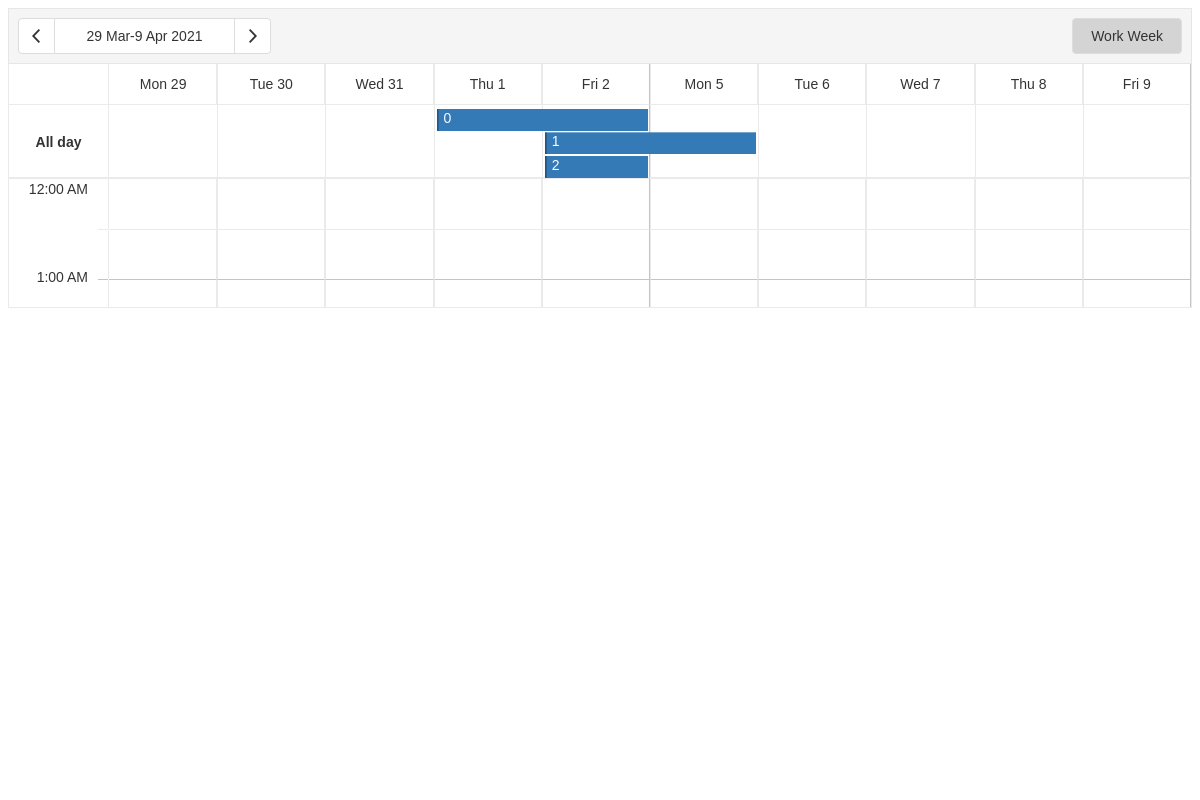 29 Mar-9 Apr 2021 Work Week
Mon 29 Tue 30 Wed 31 Thu 1 Fri 2 Mon 5 Tue 6 Wed 7 Thu 8 Fri 9
0
All day
1
2
12:00 AM
1:00 AM